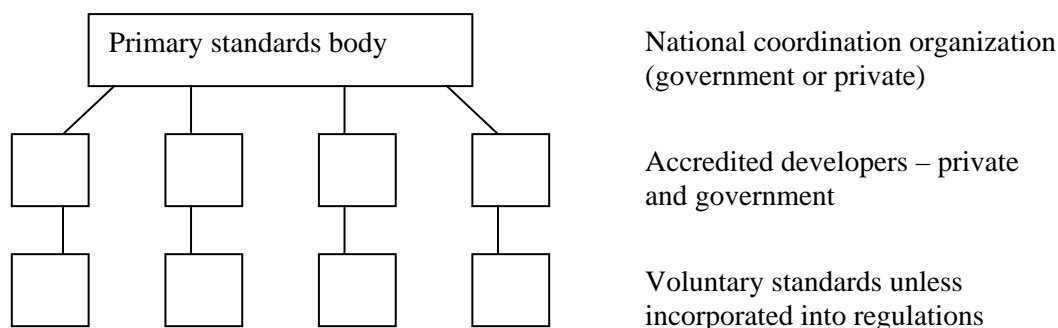 Primary standards body
National coordination organization
(government or private)
Accredited developers – private
and government
Voluntary standards unless
incorporated into regulations